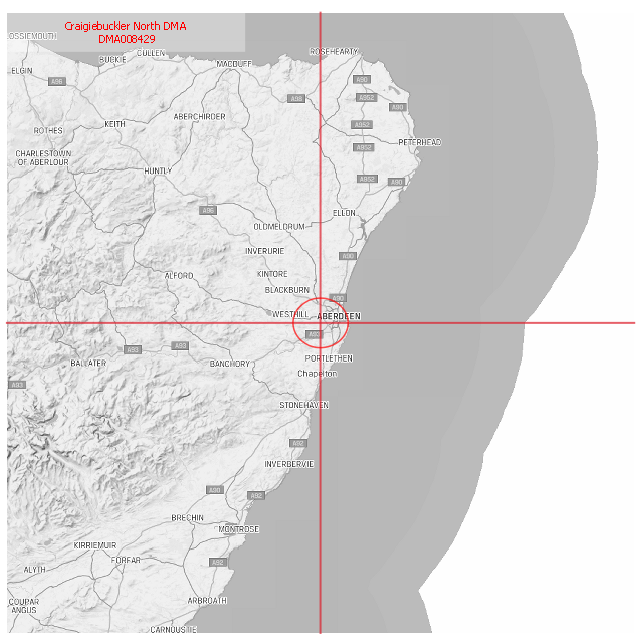 Craigiebuckler North DMA
DMA008429
LOSSIEMOUTH
CULLEN
ROSEHEARTY
BUCKIE
MACDUFF
ELGIN
A96
A90
A98
A952
A90
ABERCHIRDER
KEITH
A952
ROTHES
PETERHEAD
A952
CHARLESTOWN
OF ABERLOUR
HUNTLY
A952
A90
A96
ELLON
OLDMELDRUM
INVERURIE
A90
KINTORE
ALFORD
BLACKBURN
A90
WESTHILL
ABERDEEN
A93
A93
A93
PORTLETHEN
BALLATER
BANCHORY
Chapelton
A93
STONEHAVEN
A92
INVERBERVIE
A90
A92
BRECHIN
MONTROSE
KIRRIEMUIR
FORFAR
A92
ALYTH
COUPAR
ANGUS
ARBROATH
CARNOUSTIE